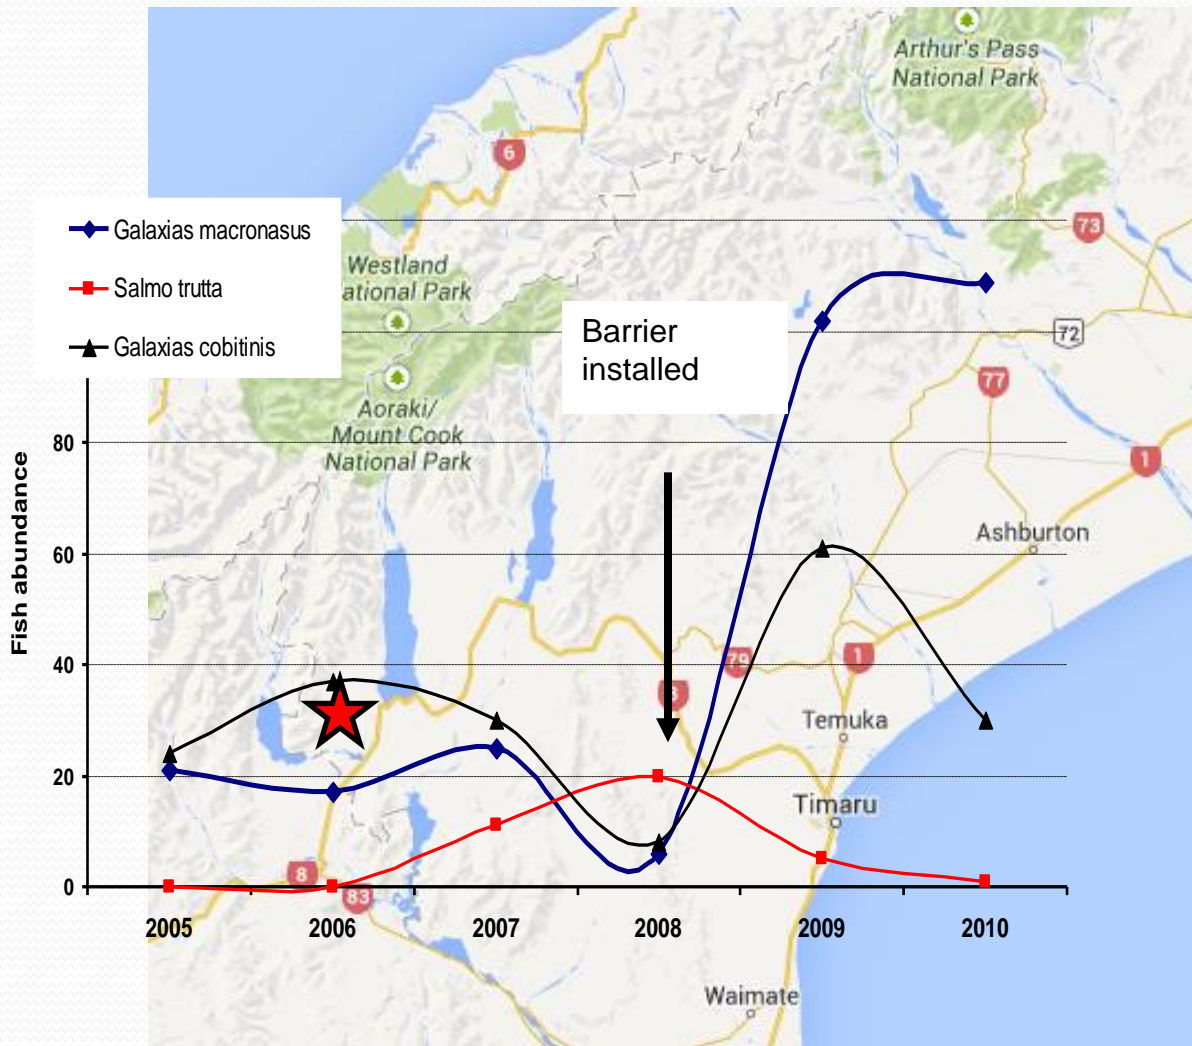 Arthur's Pass
National Park
6
73
Galaxias macronasus
Salmo trutta
Galaxias cobitinis
Westland
ational Park
Barrier
installed
72
77
Aoraki/
Mount Cook
National Park
80
1
Fish abundance
60
Ashburton
40
79
1
8
Temuka
20
Timaru
0
8
83
2005
2006
2007
2008
2009
2010
Waimate